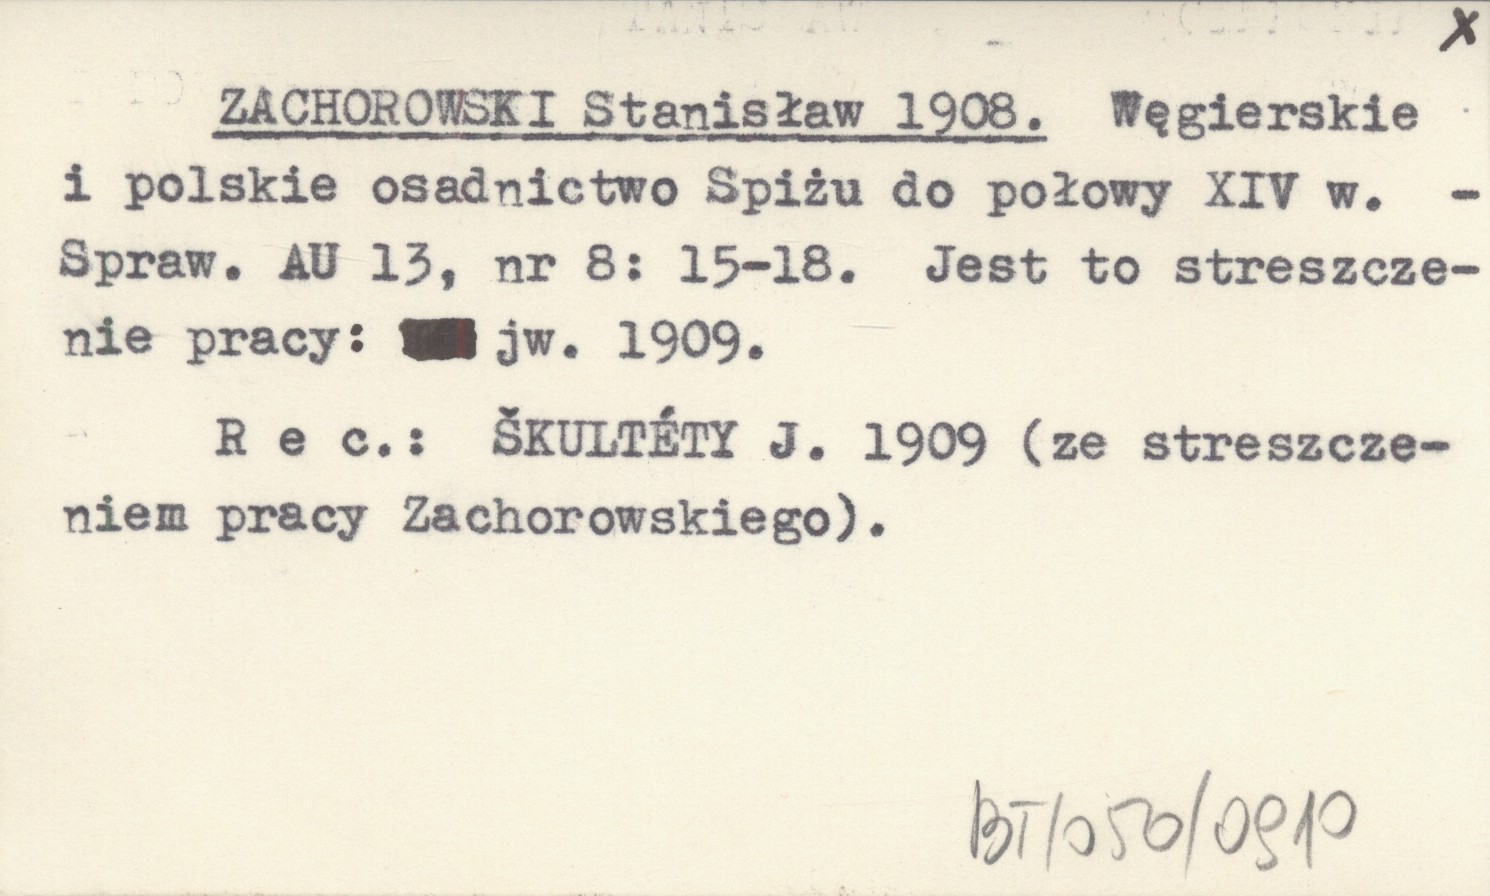 x
ZACHOROWSKI Stanisław 1908. Węgierskie
i polskie osadnictwo Spiżu do połowy XIV w. -
Spraw. AU 13, nr 8: 15-18. Jest to streszcze-
nie pracy: jw. 1909.
R e c.: ŠKULTÉTY J. 1909 (ze streszcze-
niem pracy Zachorowskiego).
BT/050/0910